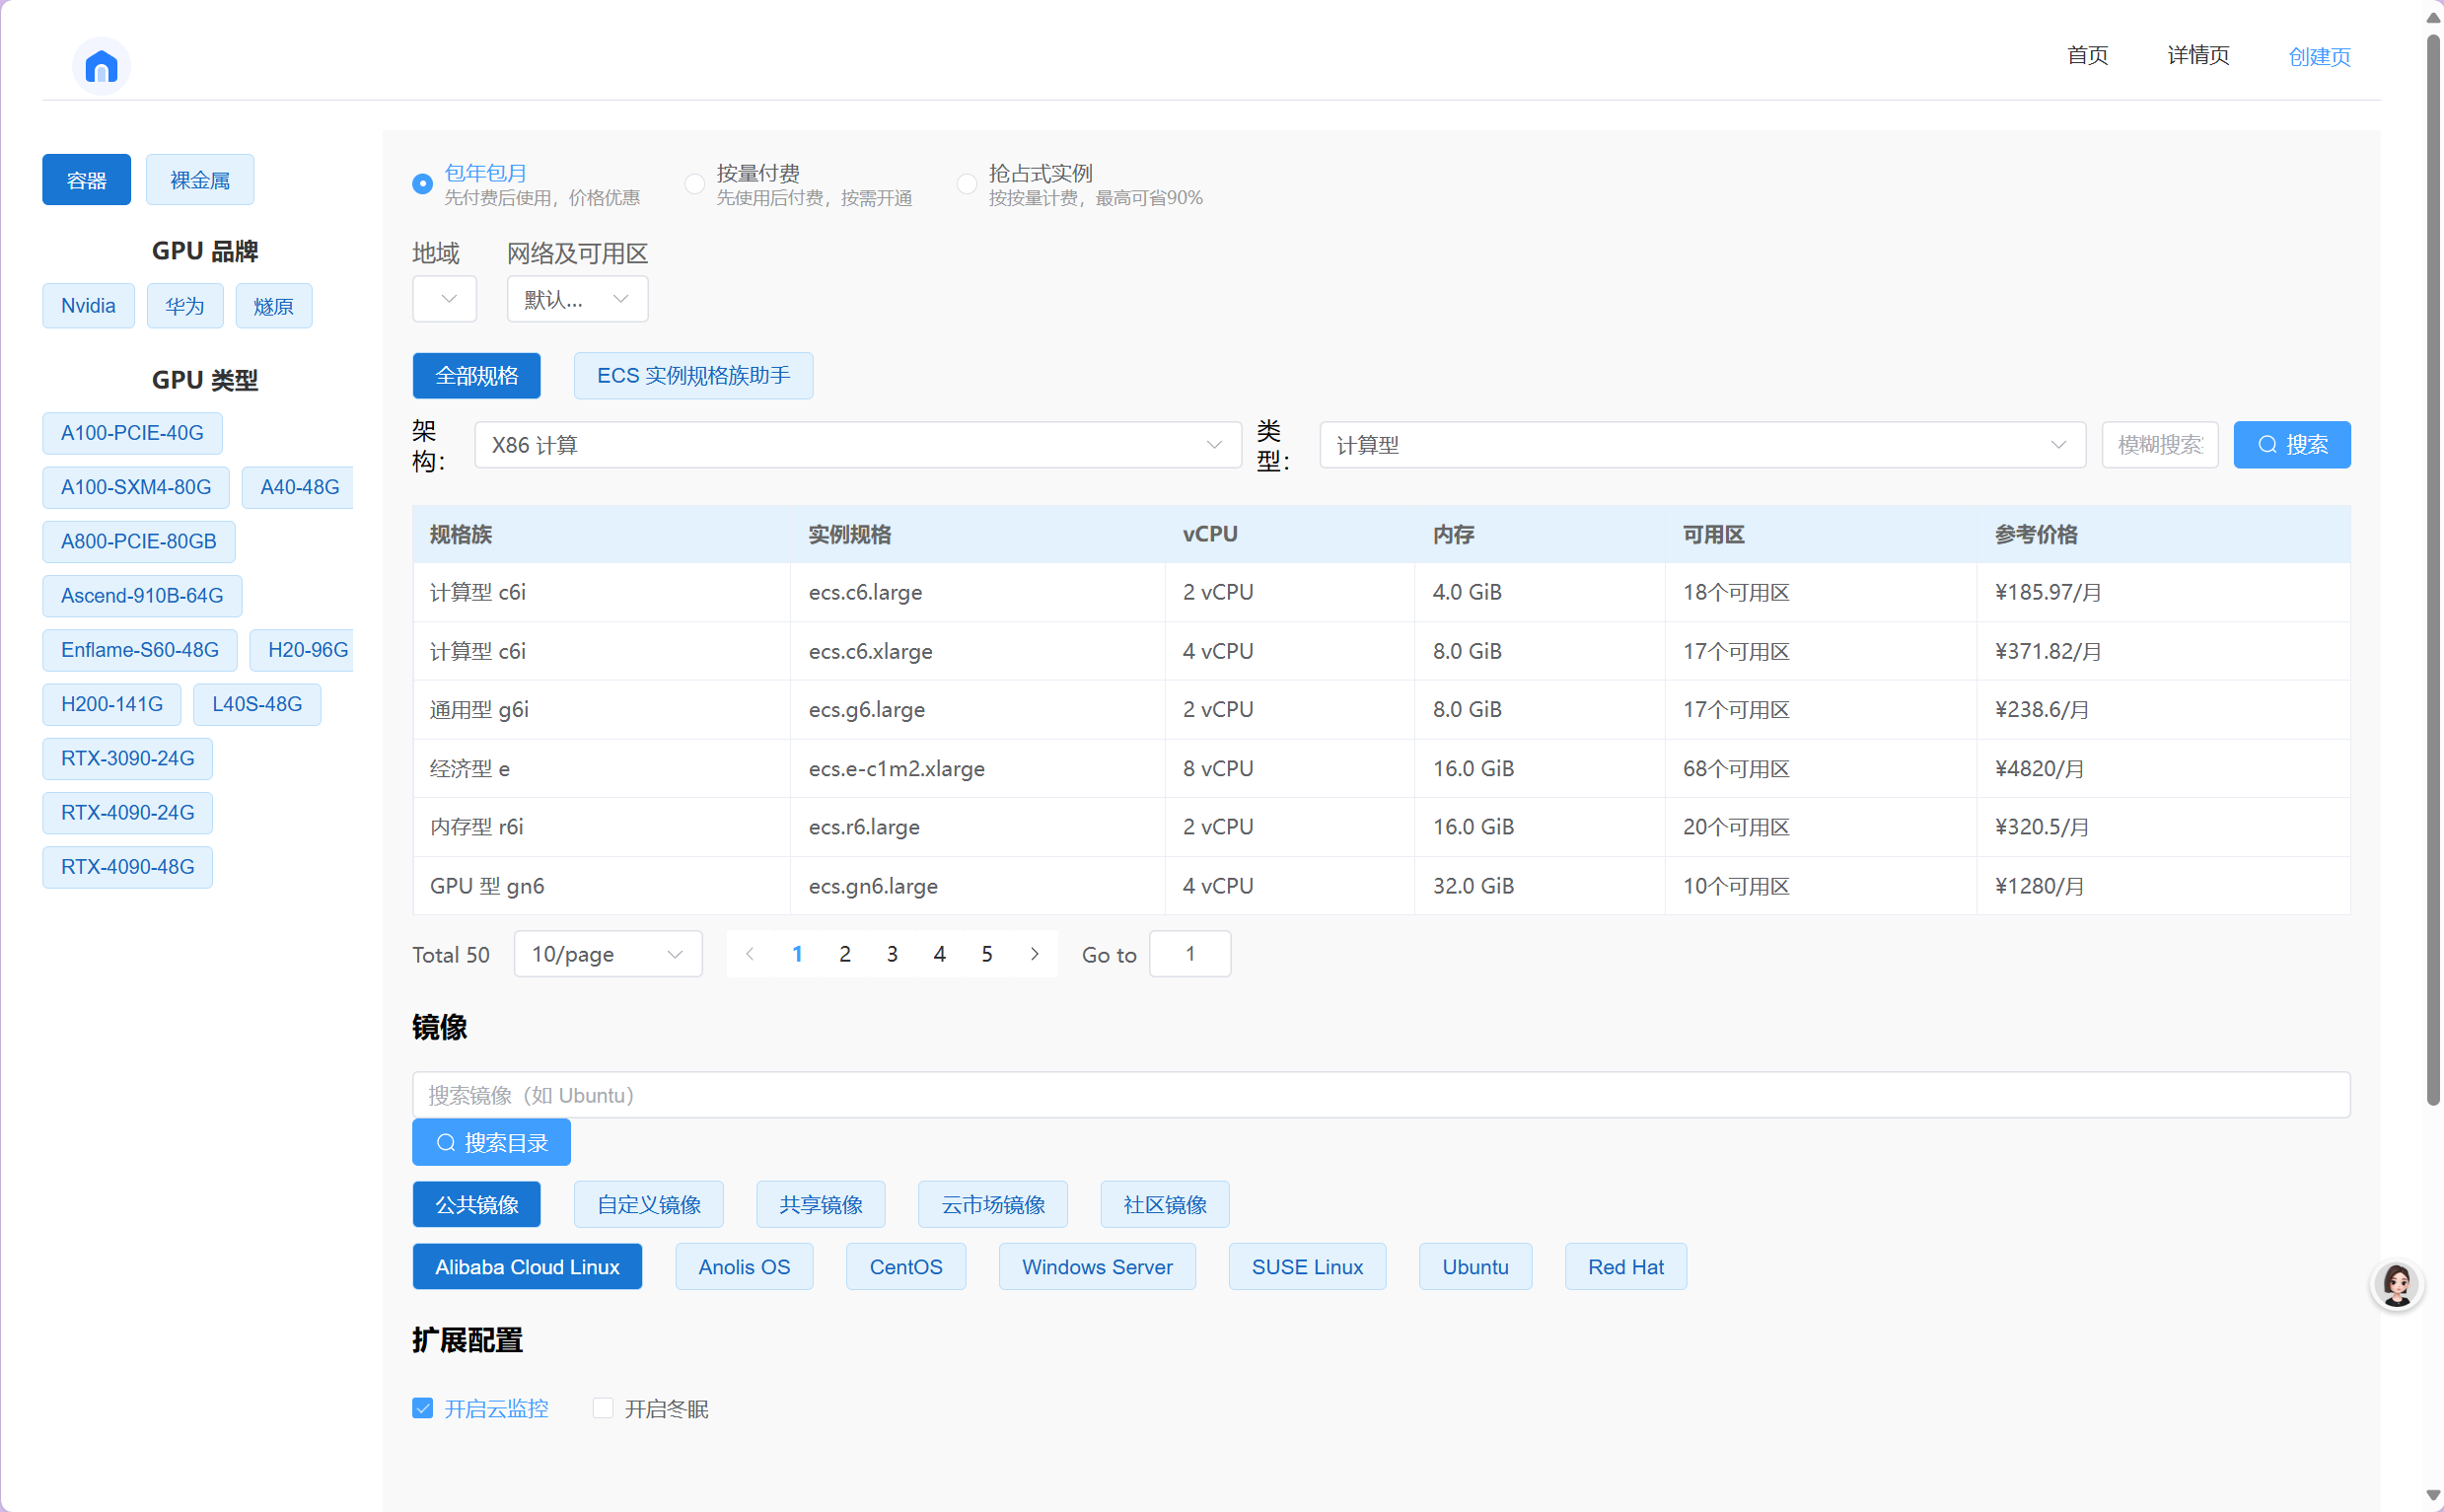 首页 详情页 创建页
容器 裸金属
GPU 品牌
Nvidia 华为 燧原
GPU 类型
A100-PCIE-40G
A100-SXM4-80G A40-48G
A800-PCIE-80GB
Ascend-910B-64G
Enflame-S60-48G H20-96G
H200-141G L40S-48G
RTX-3090-24G
RTX-4090-24G
RTX-4090-48G
包年包月 按量付费 抢占式实例
先付费后使用，价格优惠 先使用后付费，按需开通 按按量计费，最高可省90%
地域 网络及可用区
默认...
全部规格 ECS 实例规格族助手
架构： X86 计算 类型： 计算型 模糊搜索 搜索
规格族 实例规格 vCPU 内存 可用区 参考价格
计算型 c6i ecs.c6.large 2 vCPU 4.0 GiB 18个可用区 ¥185.97/月
计算型 c6i ecs.c6.xlarge 4 vCPU 8.0 GiB 17个可用区 ¥371.82/月
通用型 g6i ecs.g6.large 2 vCPU 8.0 GiB 17个可用区 ¥238.6/月
经济型 e ecs.e-c1m2.xlarge 8 vCPU 16.0 GiB 68个可用区 ¥4820/月
内存型 r6i ecs.r6.large 2 vCPU 16.0 GiB 20个可用区 ¥320.5/月
GPU 型 gn6 ecs.gn6.large 4 vCPU 32.0 GiB 10个可用区 ¥1280/月
Total 50 10/page 1 2 3 4 5 Go to 1
镜像
搜索镜像（如 Ubuntu）
搜索目录
公共镜像 自定义镜像 共享镜像 云市场镜像 社区镜像
Alibaba Cloud Linux Anolis OS CentOS Windows Server SUSE Linux Ubuntu Red Hat
扩展配置
开启云监控 开启冬眠